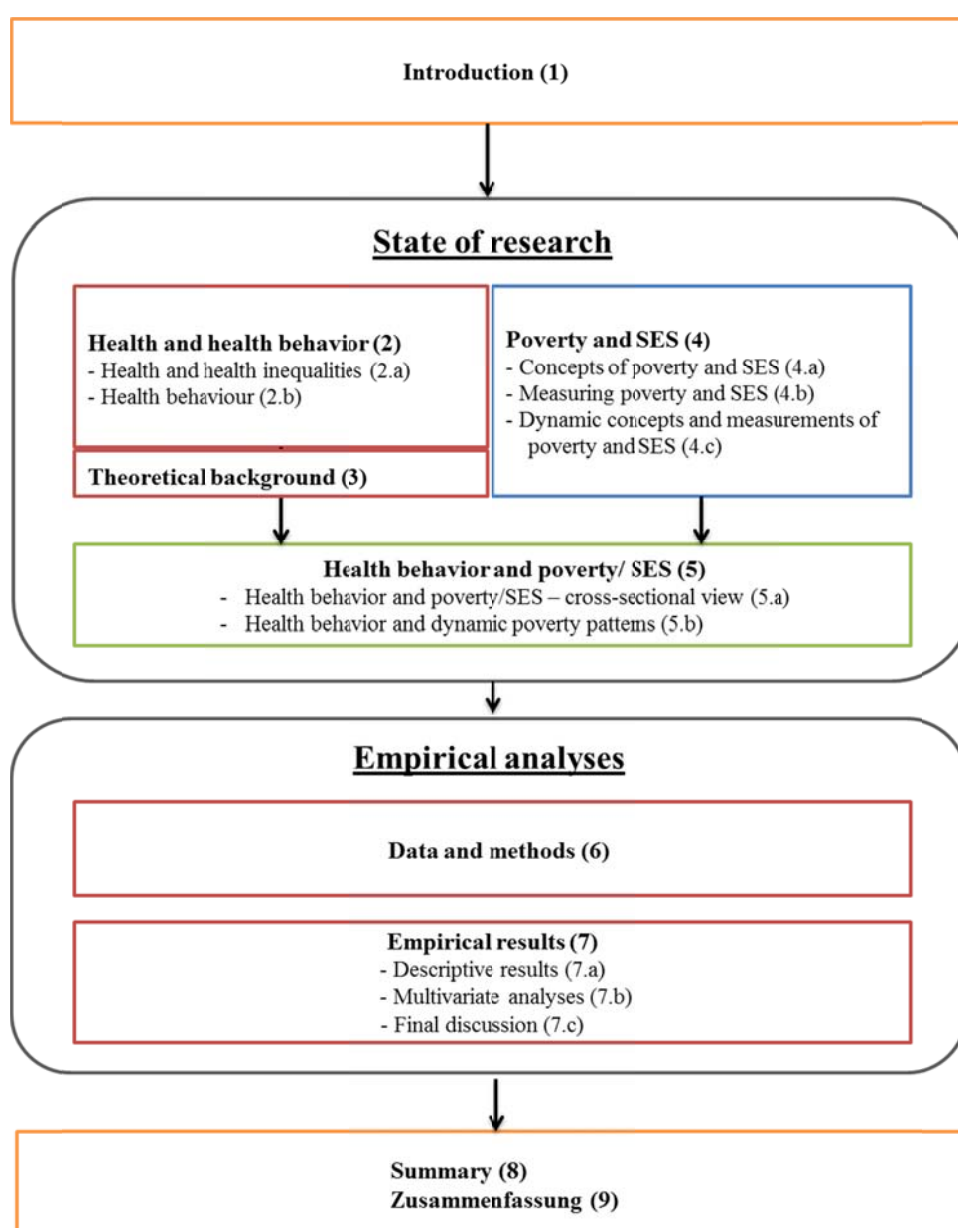 Introduction (1)
State of research
Health and health behavior (2)
- Health and health inequalities (2.a)
- Health behaviour (2.b)
Theoretical background (3)
Poverty and SES (4)
- Concepts of poverty and SES (4.a)
- Measuring poverty and SES (4.b)
- Dynamic concepts and measurements of
poverty and SES (4.c)
Health behavior and poverty/ SES (5)
- Health behavior and poverty/SES – cross-sectional view (5.a)
- Health behavior and dynamic poverty patterns (5.b)
Empirical analyses
Data and methods (6)
Empirical results (7)
- Descriptive results (7.a)
- Multivariate analyses (7.b)
- Final discussion (7.c)
Summary (8)
Zusammenfassung (9)